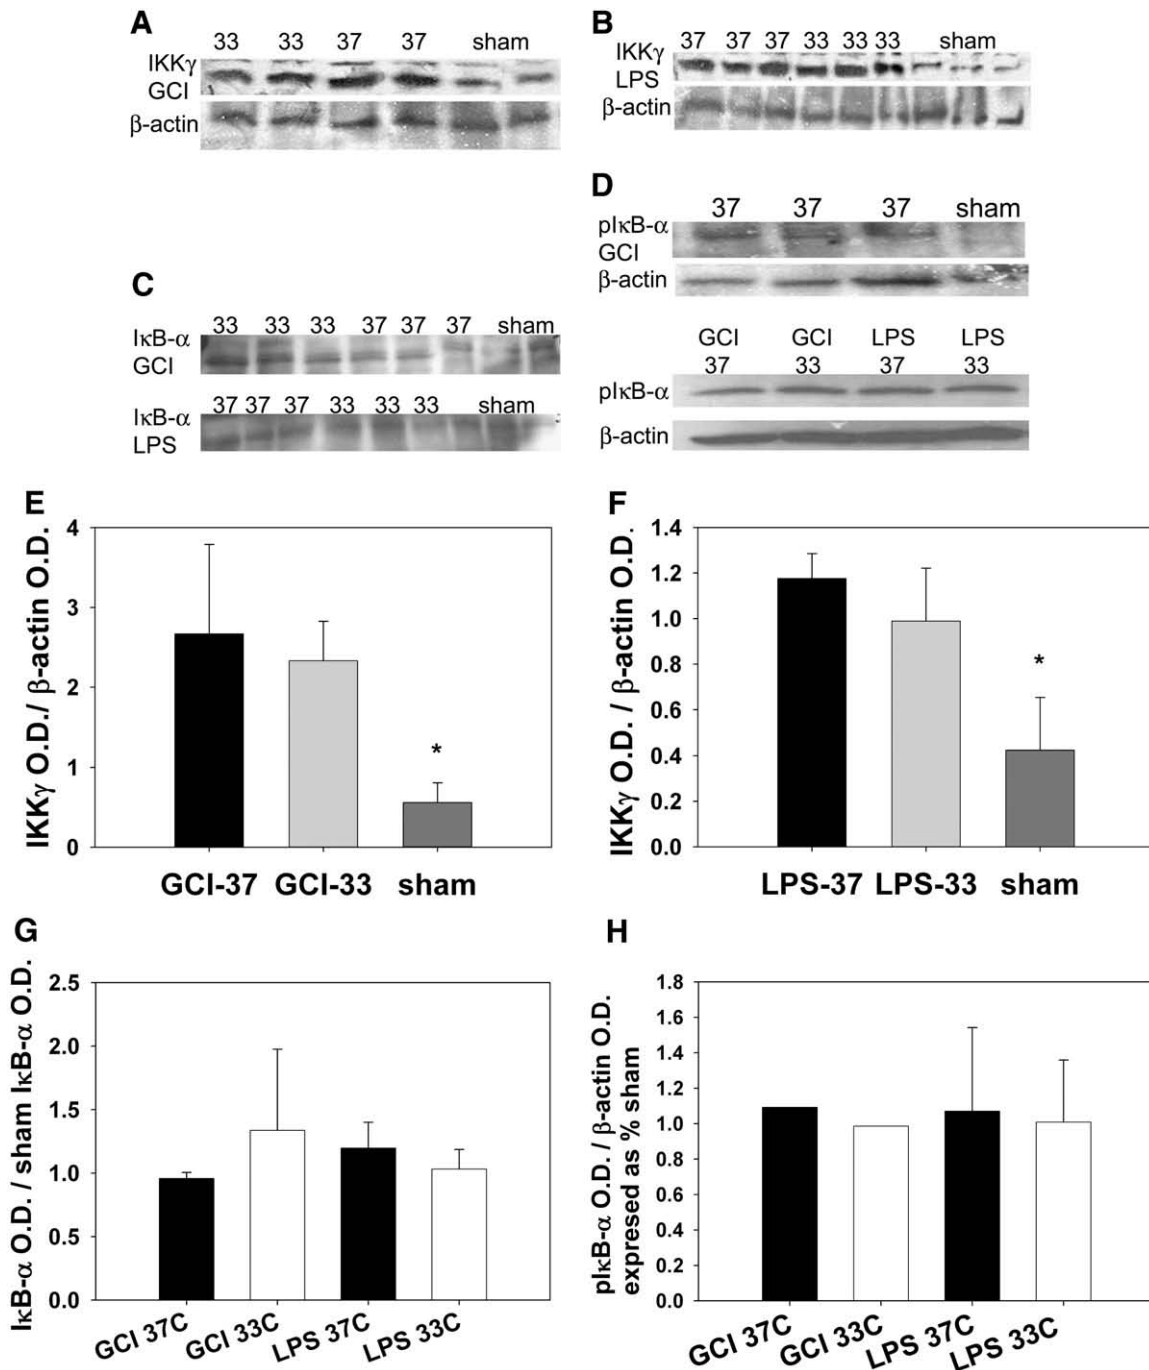 A
33 33 37 37 sham
IKKγ
GCI
β-actin
B
37 37 37 33 33 33 sham
IKKγ
LPS
β-actin
C
33 33 33 37 37 37 sham
IκB-α
GCI
37 37 37 33 33 33 sham
IκB-α
LPS
D
37 37 37 sham
pIκB-α
GCI
β-actin
GCI GCI LPS LPS
37 33 37 33
pIκB-α
β-actin
E
IKKγ O.D./ β-actin O.D.
4
3
2
1
0
*
GCI-37 GCI-33 sham
F
IKKγ O.D. / β-actin O.D.
1.4
1.2
1.0
0.8
0.6
0.4
0.2
0.0
*
LPS-37 LPS-33 sham
G
IκB-α O.D. / sham IκB-α O.D.
2.5
2.0
1.5
1.0
0.5
0.0
GCI 37C GCI 33C LPS 37C LPS 33C
H
pIκB-α O.D. / β-actin O.D.
expresed as % sham
1.8
1.6
1.4
1.2
1.0
0.8
0.6
0.4
0.2
0.0
GCI 37C GCI 33C LPS 37C LPS 33C